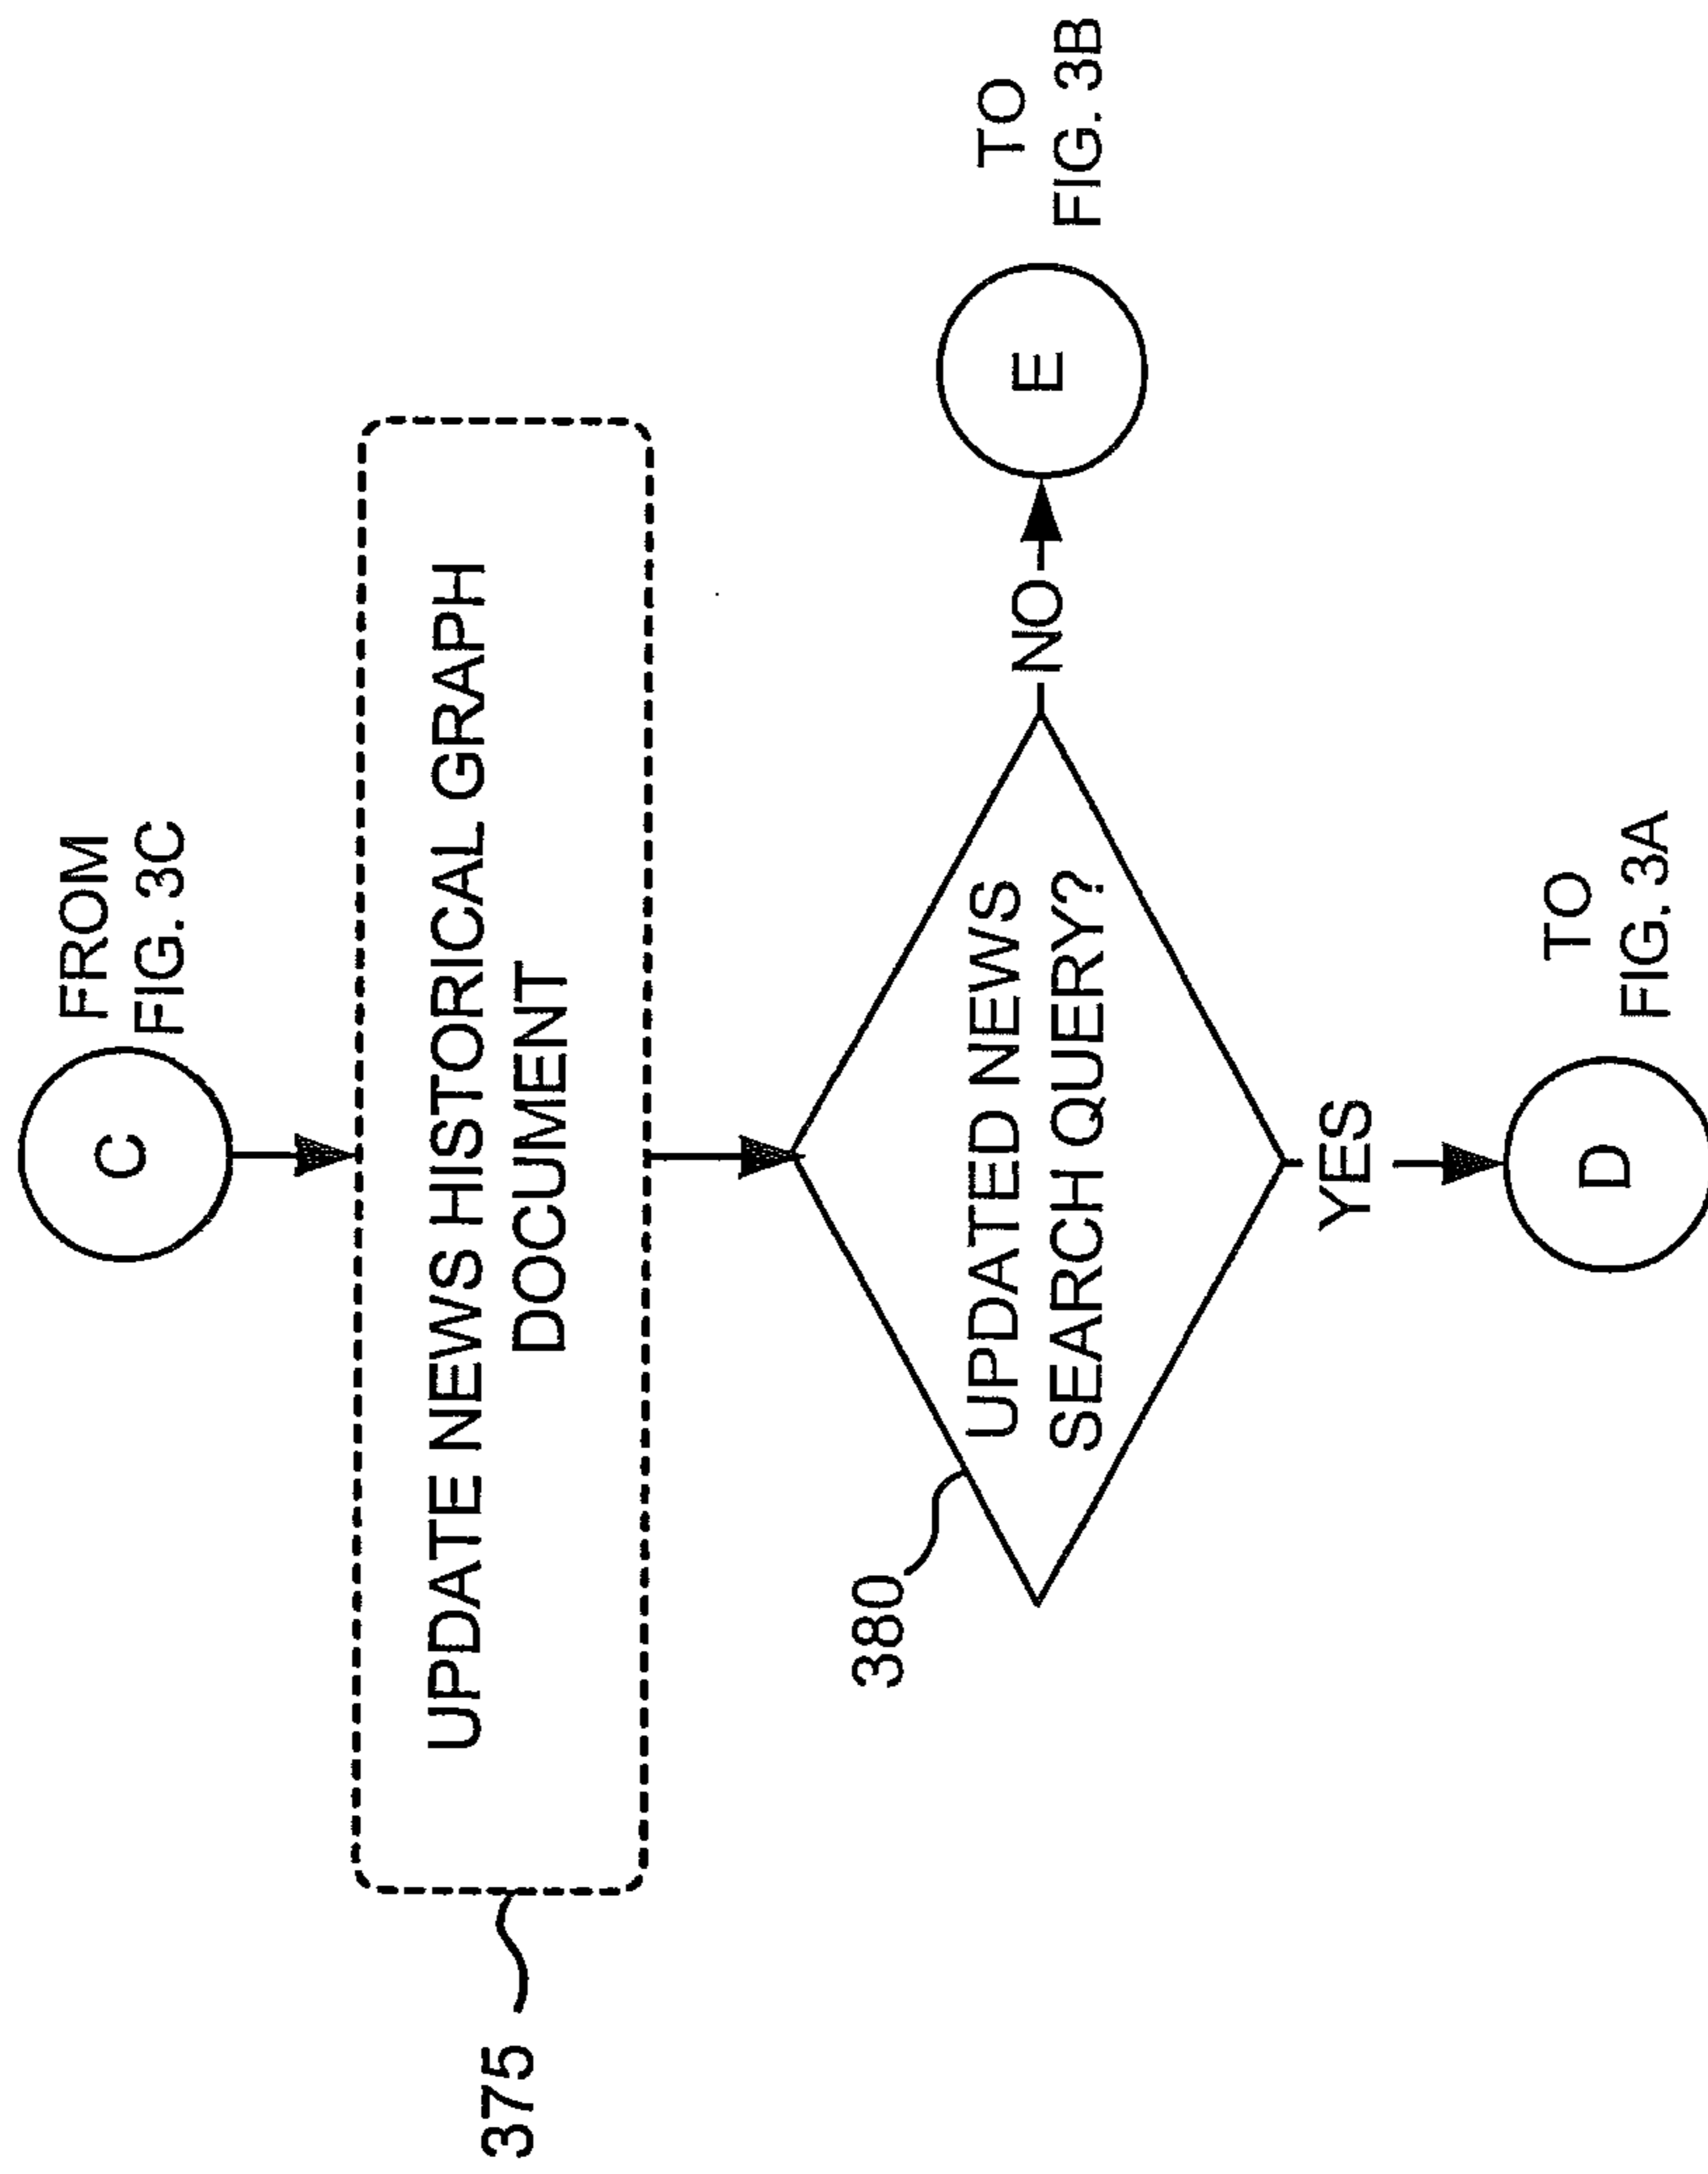 C
FROM
FIG. 3C
UPDATE NEWS HISTORICAL GRAPH
DOCUMENT
375
380
UPDATED NEWS
SEARCH QUERY?
NO
E
TO
FIG. 3B
YES
D
TO
FIG. 3A